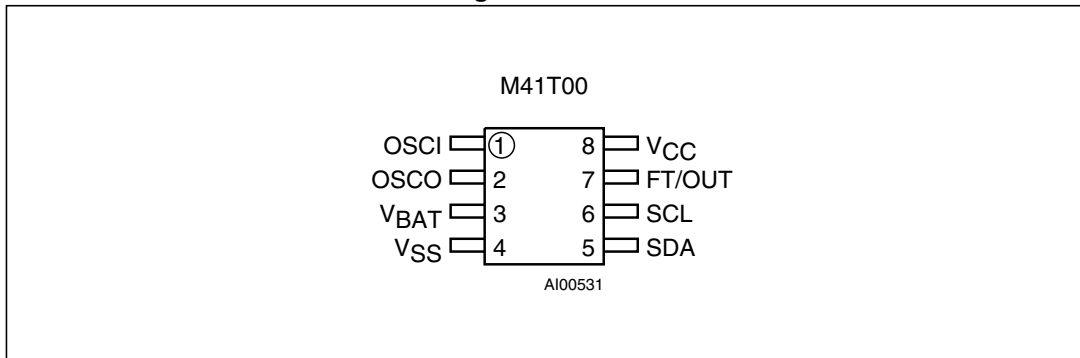 M41T00
OSCI 1 8 VCC
OSCO 2 7 FT/OUT
VBAT 3 6 SCL
VSS 4 5 SDA
AI00531